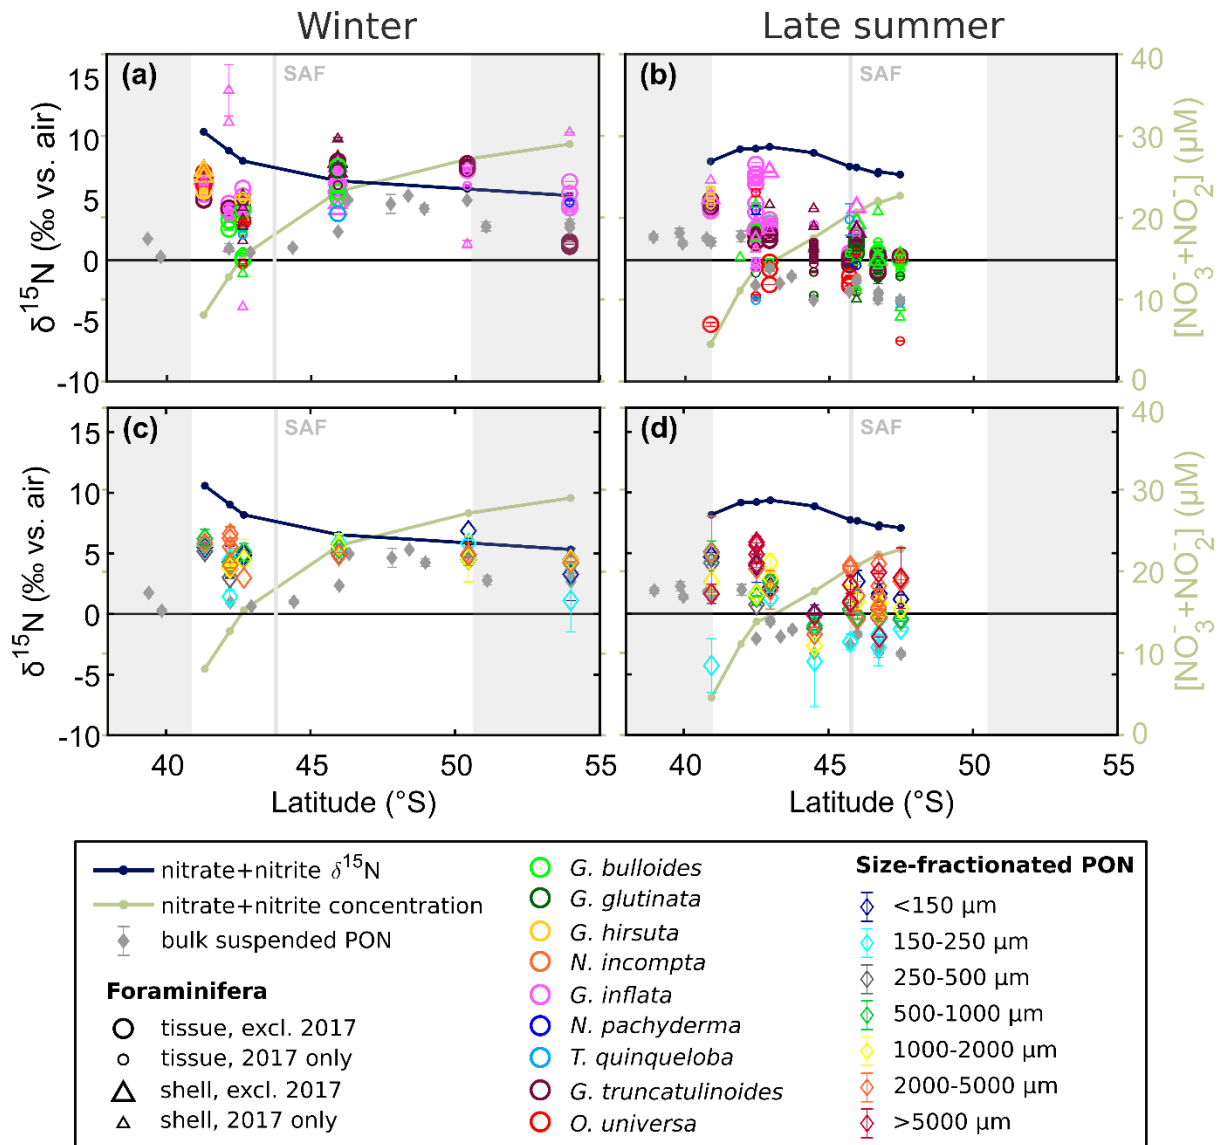 Winter
Late summer
(a)
SAF
(b)
SAF
15
10
5
0
-5
-10
δ15N (‰ vs. air)
40
30
20
10
0
[NO3-+NO2-] (μM)
(c)
SAF
(d)
SAF
15
10
5
0
-5
-10
δ15N (‰ vs. air)
40
30
20
10
0
[NO3-+NO2-] (μM)
40 45 50 55
40 45 50 55
Latitude (°S)
Latitude (°S)
nitrate+nitrite δ15N
nitrate+nitrite concentration
bulk suspended PON
Foraminifera
tissue, excl. 2017
tissue, 2017 only
shell, excl. 2017
shell, 2017 only
G. bulloides
G. glutinata
G. hirsuta
N. incompta
G. inflata
N. pachyderma
T. quinqueloba
G. truncatulinoides
O. universa
Size-fractionated PON
<150 μm
150-250 μm
250-500 μm
500-1000 μm
1000-2000 μm
2000-5000 μm
>5000 μm